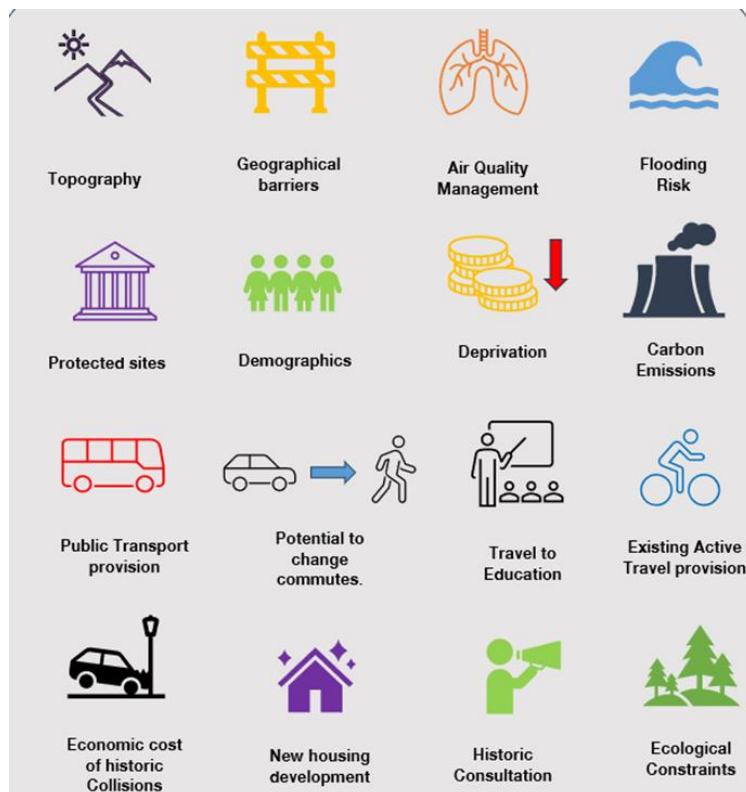 Topography
Geographical
barriers
Air Quality
Management
Flooding
Risk
Protected sites
Demographics
Deprivation
Carbon
Emissions
Public Transport
provision
Potential to
change
commutes.
Travel to
Education
Existing Active
Travel provision
Economic cost
of historic
Collisions
New housing
development
Historic
Consultation
Ecological
Constraints